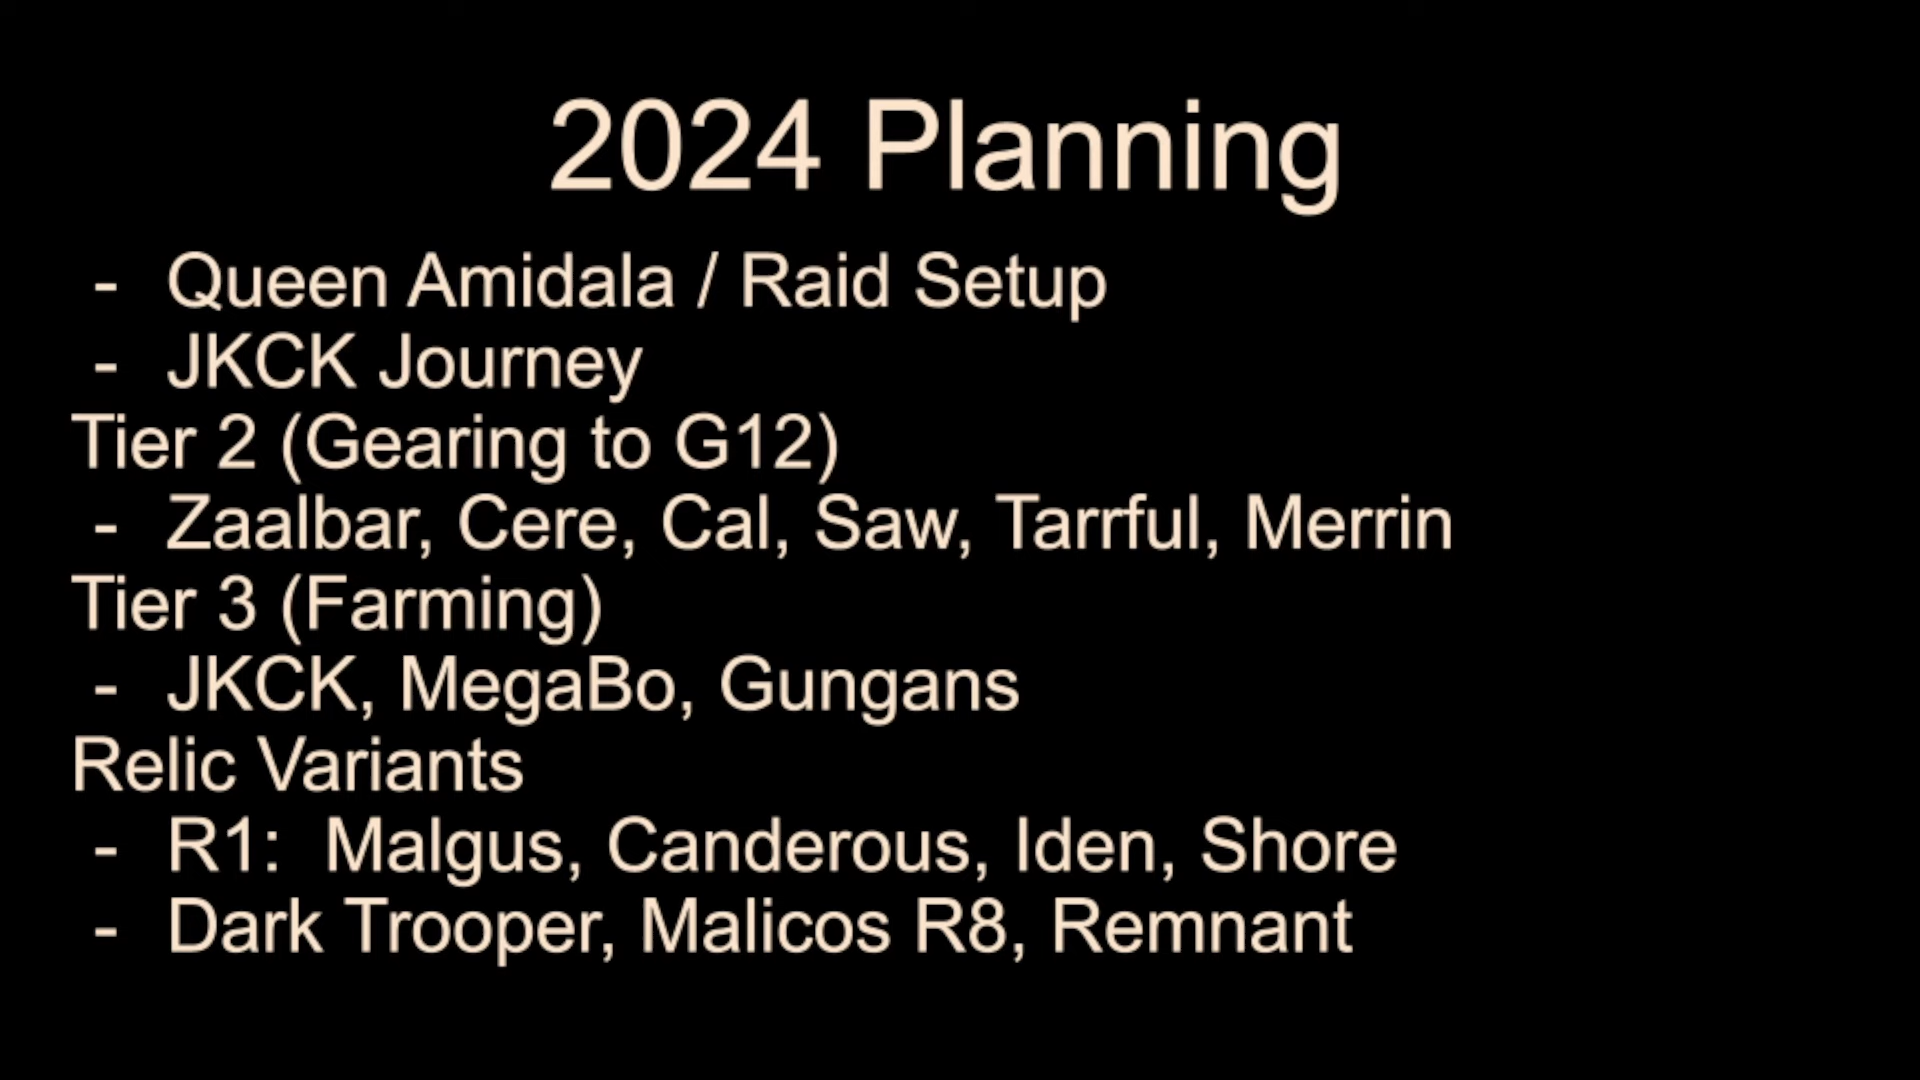 2024 Planning
- Queen Amidala / Raid Setup
- JKCK Journey
Tier 2 (Gearing to G12)
- Zaalbar, Cere, Cal, Saw, Tarrful, Merrin
Tier 3 (Farming)
- JKCK, MegaBo, Gungans
Relic Variants
- R1:  Malgus, Canderous, Iden, Shore
- Dark Trooper, Malicos R8, Remnant